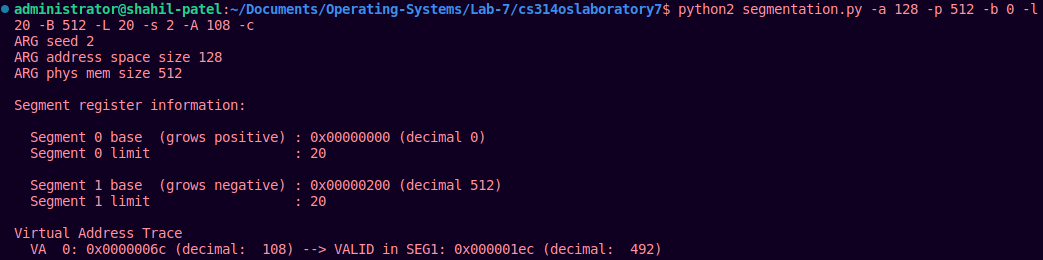 administrator@shahil-patel:~/Documents/Operating-Systems/Lab-7/cs314oslaboratory7$ python2 segmentation.py -a 128 -p 512 -b 0 -l
20 -B 512 -L 20 -s 2 -A 108 -c
ARG seed 2
ARG address space size 128
ARG phys mem size 512

Segment register information:

  Segment 0 base  (grows positive) : 0x00000000 (decimal 0)
  Segment 0 limit                  : 20

  Segment 1 base  (grows negative) : 0x00000200 (decimal 512)
  Segment 1 limit                  : 20

Virtual Address Trace
  VA  0: 0x0000006c (decimal:  108) --> VALID in SEG1: 0x000001ec (decimal:  492)